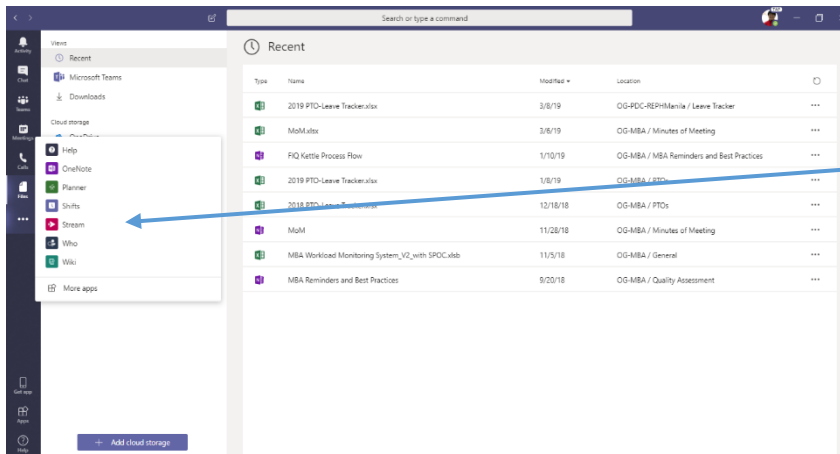 Search or type a command
Activity
Chat
Teams
Meetings
Calls
Files
Get app
Apps
Help
Views
Recent
Microsoft Teams
Downloads
Cloud storage
OneDrive
Help
OneNote
Planner
Shifts
Stream
Who
Wiki
More apps
Add cloud storage
Recent
Type Name Modified Location
2019 PTO-Leave Tracker.xlsx 3/8/19 OG-PDC-REPHManila / Leave Tracker
MoM.xlsx 3/6/19 OG-MBA / Minutes of Meeting
FIQ Kettle Process Flow 1/10/19 OG-MBA / MBA Reminders and Best Practices
2019 PTO-Leave Tracker.xlsx 1/8/19 OG-MBA / PTOs
2018 PTO-Leave Tracker.xlsx 12/18/18 OG-MBA / PTOs
MoM 11/28/18 OG-MBA / Minutes of Meeting
MBA Workload Monitoring System_V2_with SPOC.xlsb 11/5/18 OG-MBA / General
MBA Reminders and Best Practices 9/20/18 OG-MBA / Quality Assessment